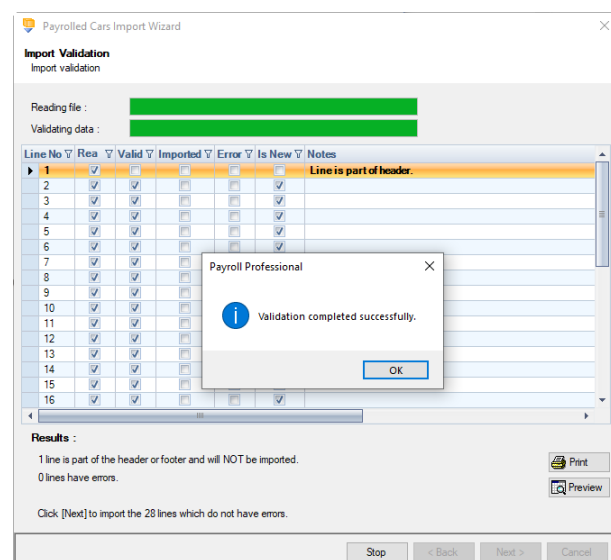 Payrolled Cars Import Wizard
Import Validation
Import validation
Reading file :
Validating data :
Line No Rea Valid Imported Error Is New Notes
1 Line is part of header.
2
3
4
5
6
7
8
9
10
11
12
13
14
15
16
Payroll Professional
Validation completed successfully.
OK
Results :
1 line is part of the header or footer and will NOT be imported.
0 lines have errors.
Click [Next] to import the 28 lines which do not have errors.
Print
Preview
Stop < Back Next > Cancel